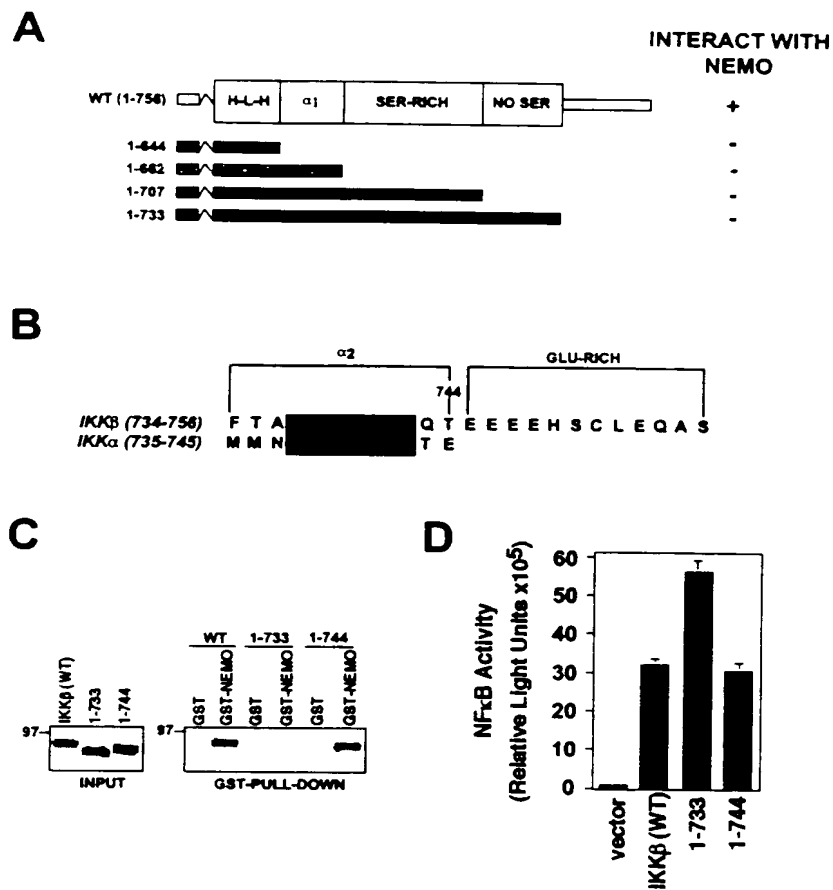 A
INTERACT WITH
NEMO
WT (1-756) H-L-H α1 SER-RICH NO SER +
1-644 -
1-662 -
1-707 -
1-733 -
B
α2 GLU-RICH
744
IKKβ (734-756) F T A Q T E E E E H S C L E Q A S
IKKα (735-745) M M N T E
C
WT 1-733 1-744
IKKβ (WT) 1-733 1-744
GST GST-NEMO GST GST-NEMO GST GST-NEMO
97 97
INPUT GST-PULL-DOWN
D
NFκB Activity
(Relative Light Units x10⁵)
60
50
40
30
20
10
0
vector IKKβ (WT) 1-733 1-744